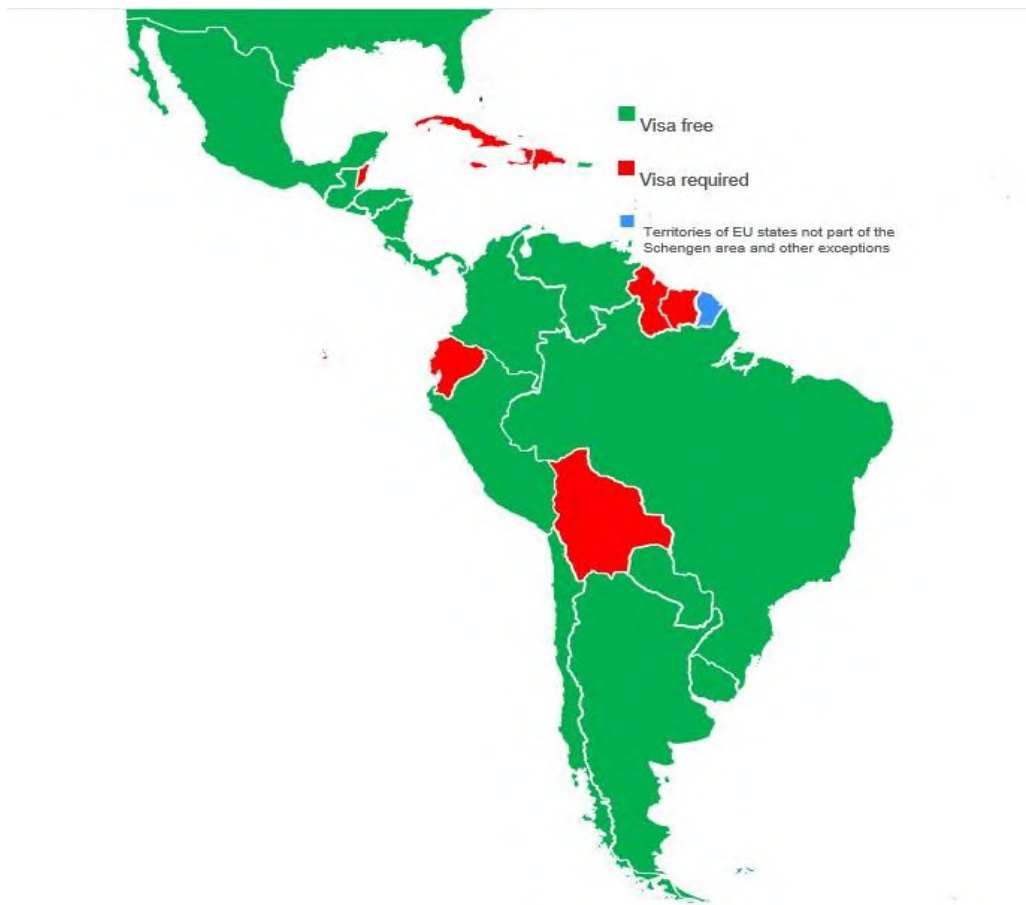 Visa free
Visa required
Territories of EU states not part of the
Schengen area and other exceptions